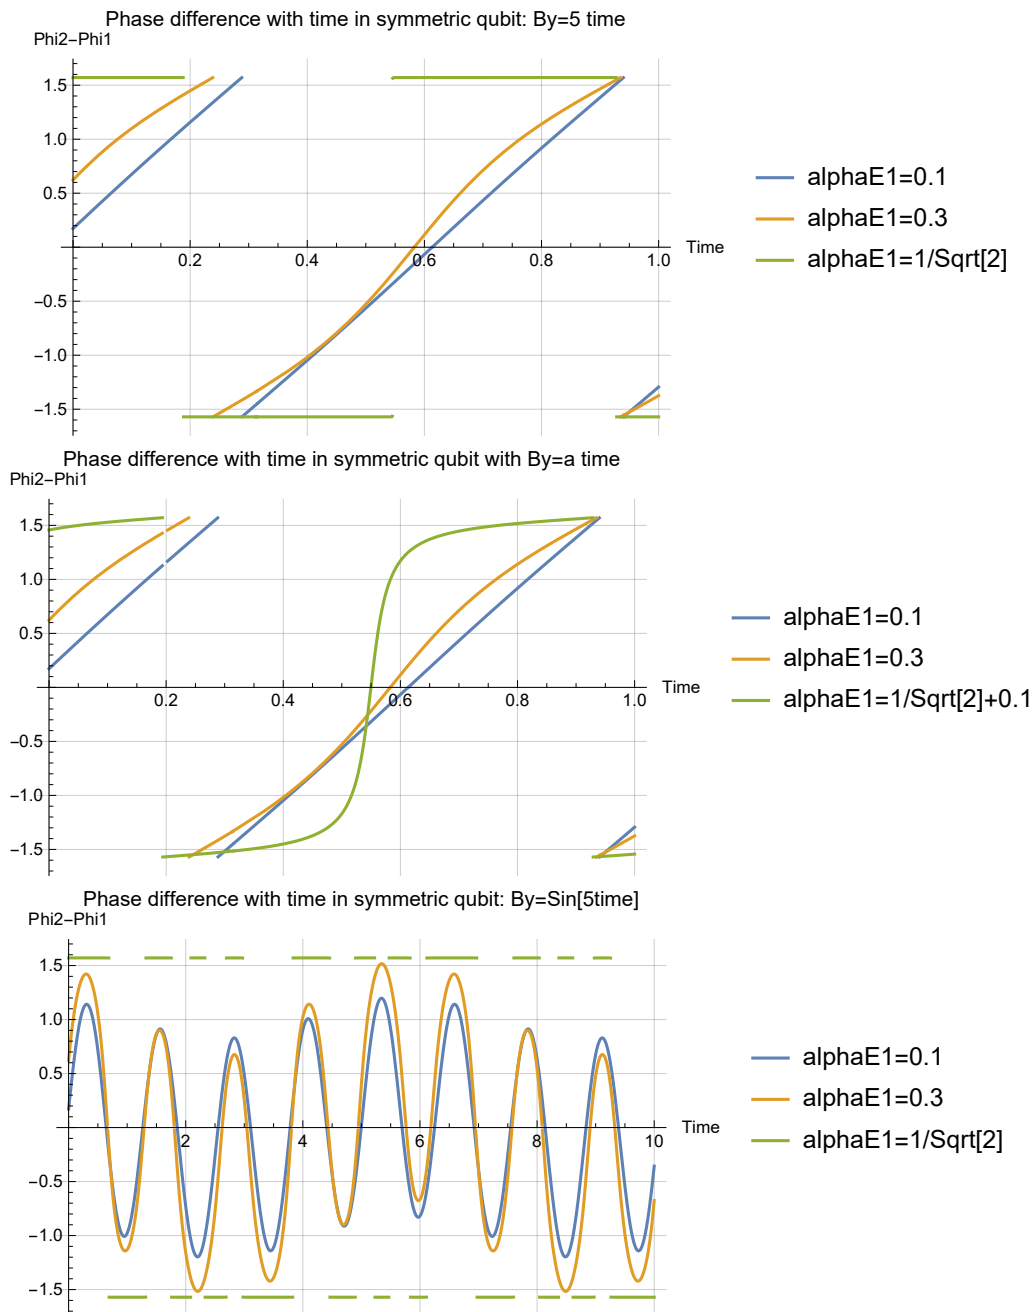 Phase difference with time in symmetric qubit: By=5 time
Phi2−Phi1
1.5
1.0
0.5
−0.5
−1.0
−1.5
0.2
0.4
0.6
0.8
1.0
Time
alphaE1=0.1
alphaE1=0.3
alphaE1=1/Sqrt[2]
Phase difference with time in symmetric qubit with By=a time
Phi2−Phi1
1.5
1.0
0.5
−0.5
−1.0
−1.5
0.2
0.4
0.6
0.8
1.0
Time
alphaE1=0.1
alphaE1=0.3
alphaE1=1/Sqrt[2]+0.1
Phase difference with time in symmetric qubit: By=Sin[5time]
Phi2−Phi1
1.5
1.0
0.5
−0.5
−1.0
−1.5
2
4
6
8
10
Time
alphaE1=0.1
alphaE1=0.3
alphaE1=1/Sqrt[2]